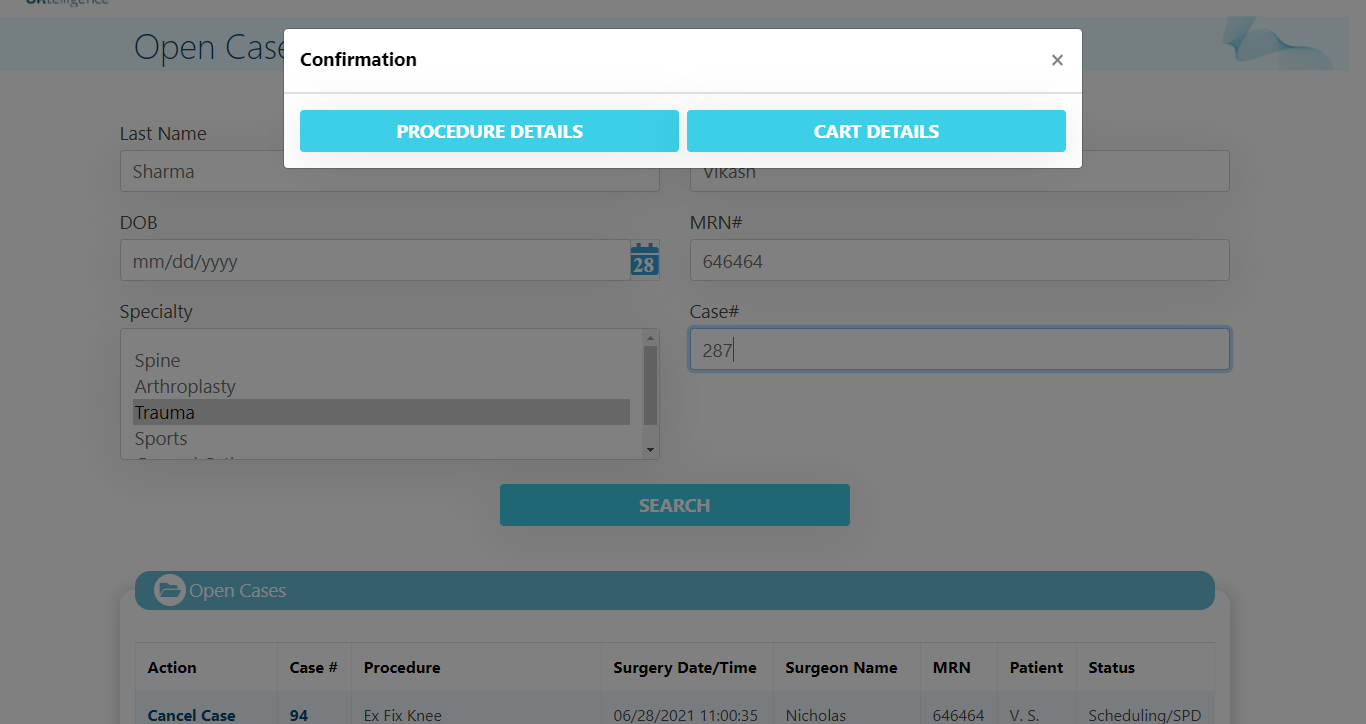 ORtelligence
Open Case
Confirmation
×
PROCEDURE DETAILS CART DETAILS
Last Name
Sharma Vikash
DOB MRN#
mm/dd/yyyy 28 646464
Specialty Case#
287
Spine
Arthroplasty
Trauma
Sports
SEARCH
Open Cases
Action Case # Procedure Surgery Date/Time Surgeon Name MRN Patient Status
Cancel Case 94 Ex Fix Knee 06/28/2021 11:00:35 Nicholas 646464 V. S. Scheduling/SPD